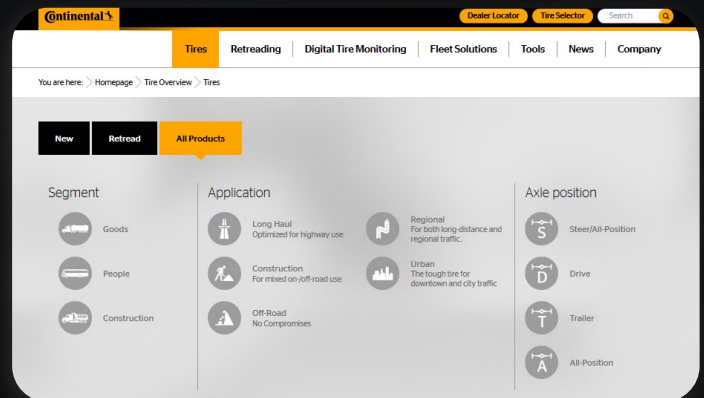 Continental
Dealer Locator
Tire Selector
Search
Tires
Retreading
Digital Tire Monitoring
Fleet Solutions
Tools
News
Company
You are here: Homepage Tire Overview Tires
New
Retread
All Products
Segment
Goods
People
Construction
Application
Long Haul
Optimized for highway use
Construction
For mixed on-/off-road use
Off-Road
No Compromises
Regional
For both long-distance and
regional traffic.
Urban
The tough tire for
downtown and city traffic
Axle position
S
Steer/All-Position
D
Drive
T
Trailer
A
All-Position